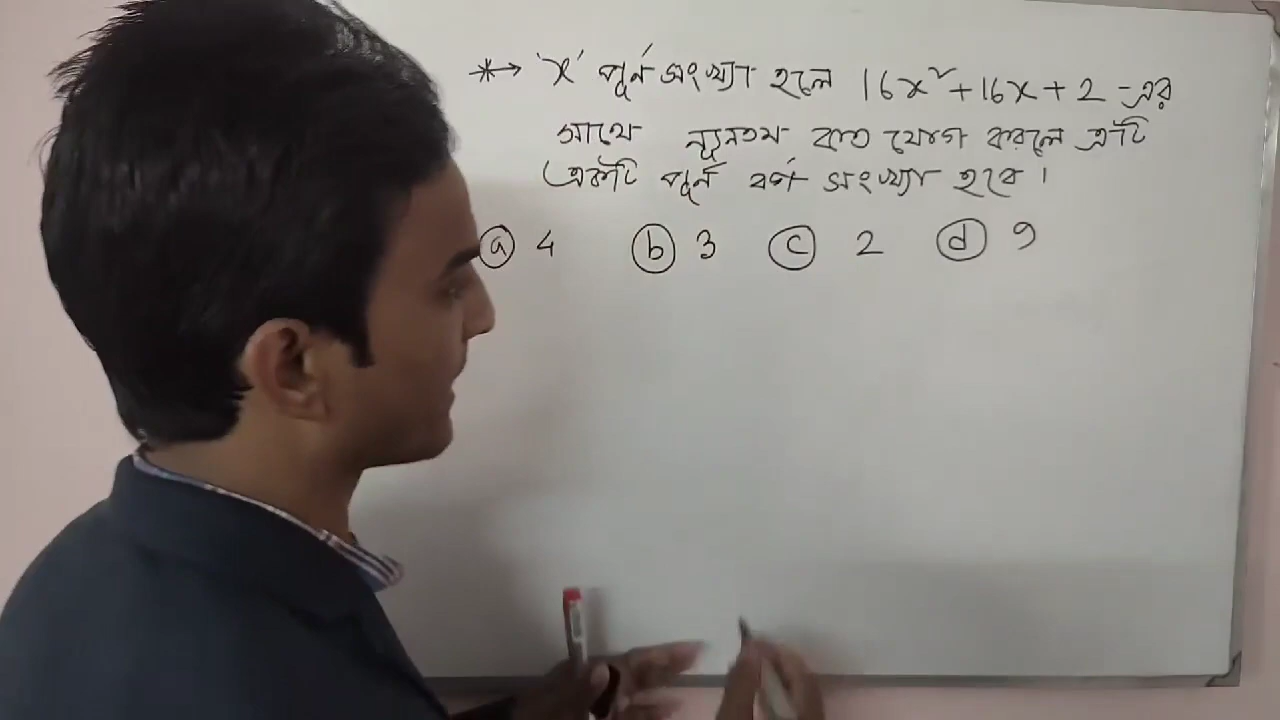 'x' পূর্ন সংখ্যা হলে 16x²+16x+2 -এর
সাথে ন্যূনতম কত যোগ করলে এটি
একটি পূর্ন বর্গ সংখ্যা হবে ।
ⓐ 4 ⓑ 3 ⓒ 2 ⓓ 9